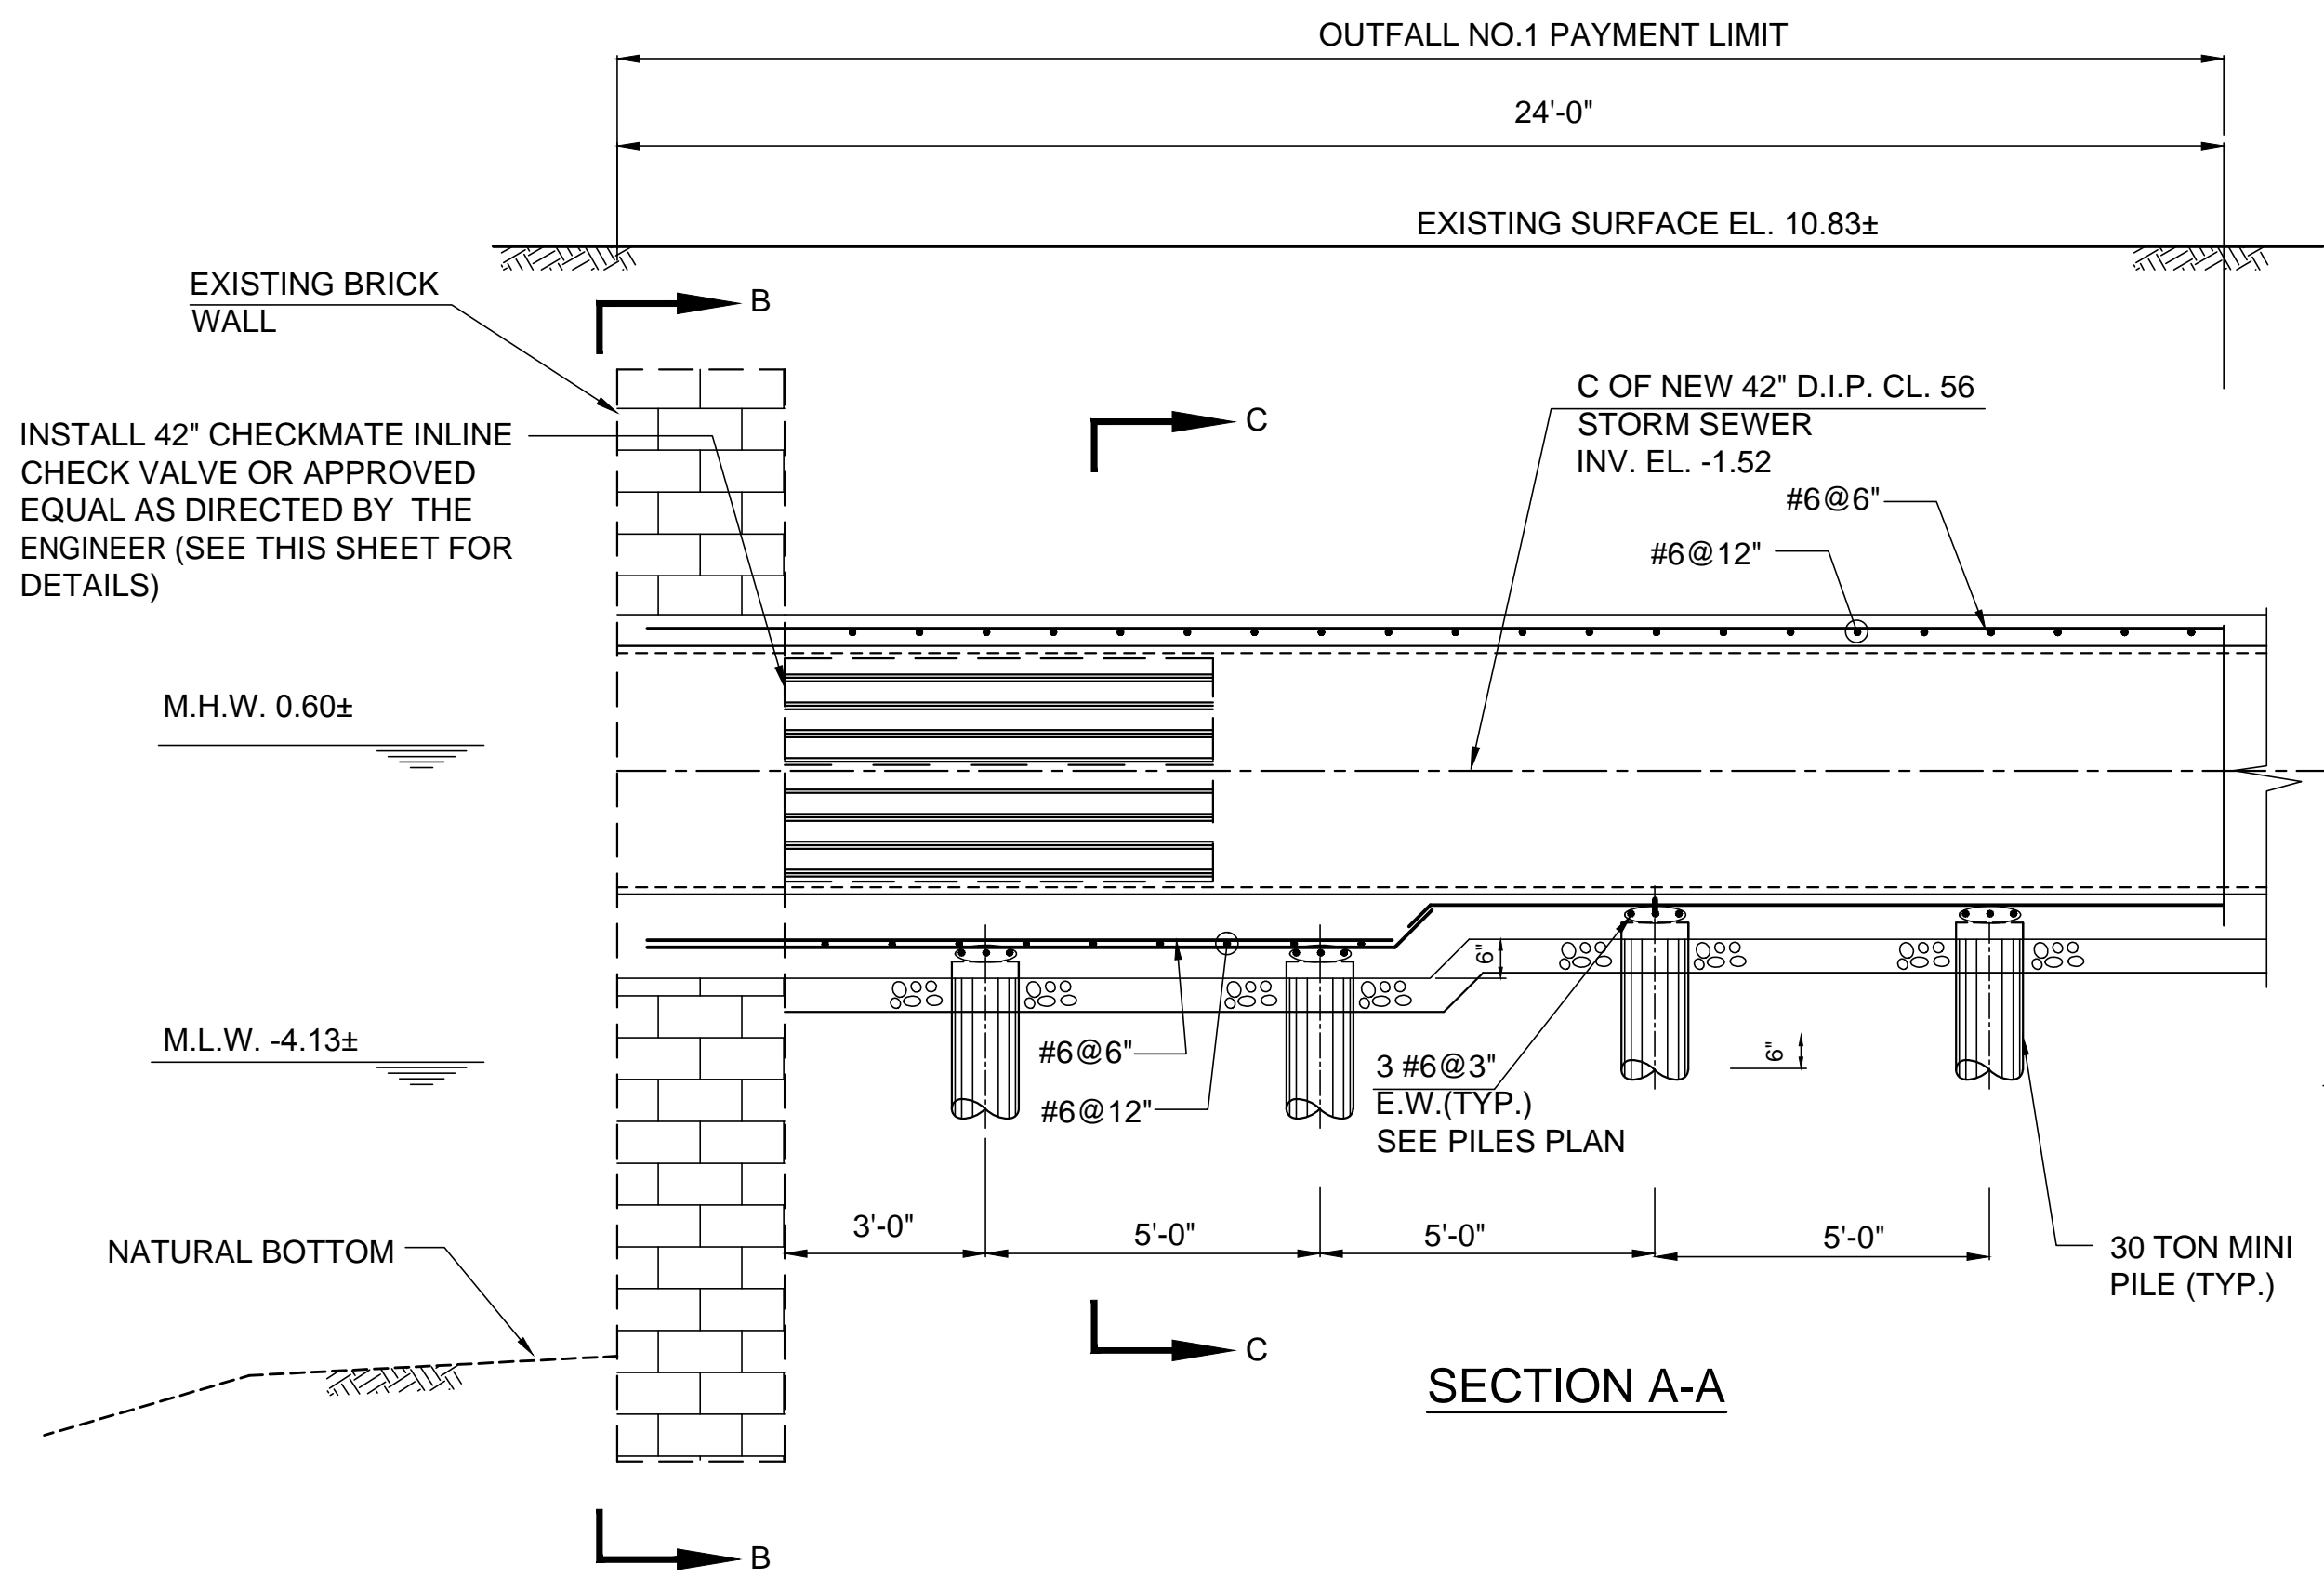 OUTFALL NO.1 PAYMENT LIMIT
24'-0"
EXISTING SURFACE EL. 10.83±
EXISTING BRICK
WALL
B
C
INSTALL 42" CHECKMATE INLINE
CHECK VALVE OR APPROVED
EQUAL AS DIRECTED BY THE
ENGINEER (SEE THIS SHEET FOR
DETAILS)
C OF NEW 42" D.I.P. CL. 56
STORM SEWER
INV. EL. -1.52
#6@6"
#6@12"
M.H.W. 0.60±
6"
M.L.W. -4.13±
#6@6"
#6@12"
3 #6@3"
E.W.(TYP.)
SEE PILES PLAN
6"
3'-0"
5'-0"
5'-0"
5'-0"
NATURAL BOTTOM
30 TON MINI
PILE (TYP.)
C
SECTION A-A
B